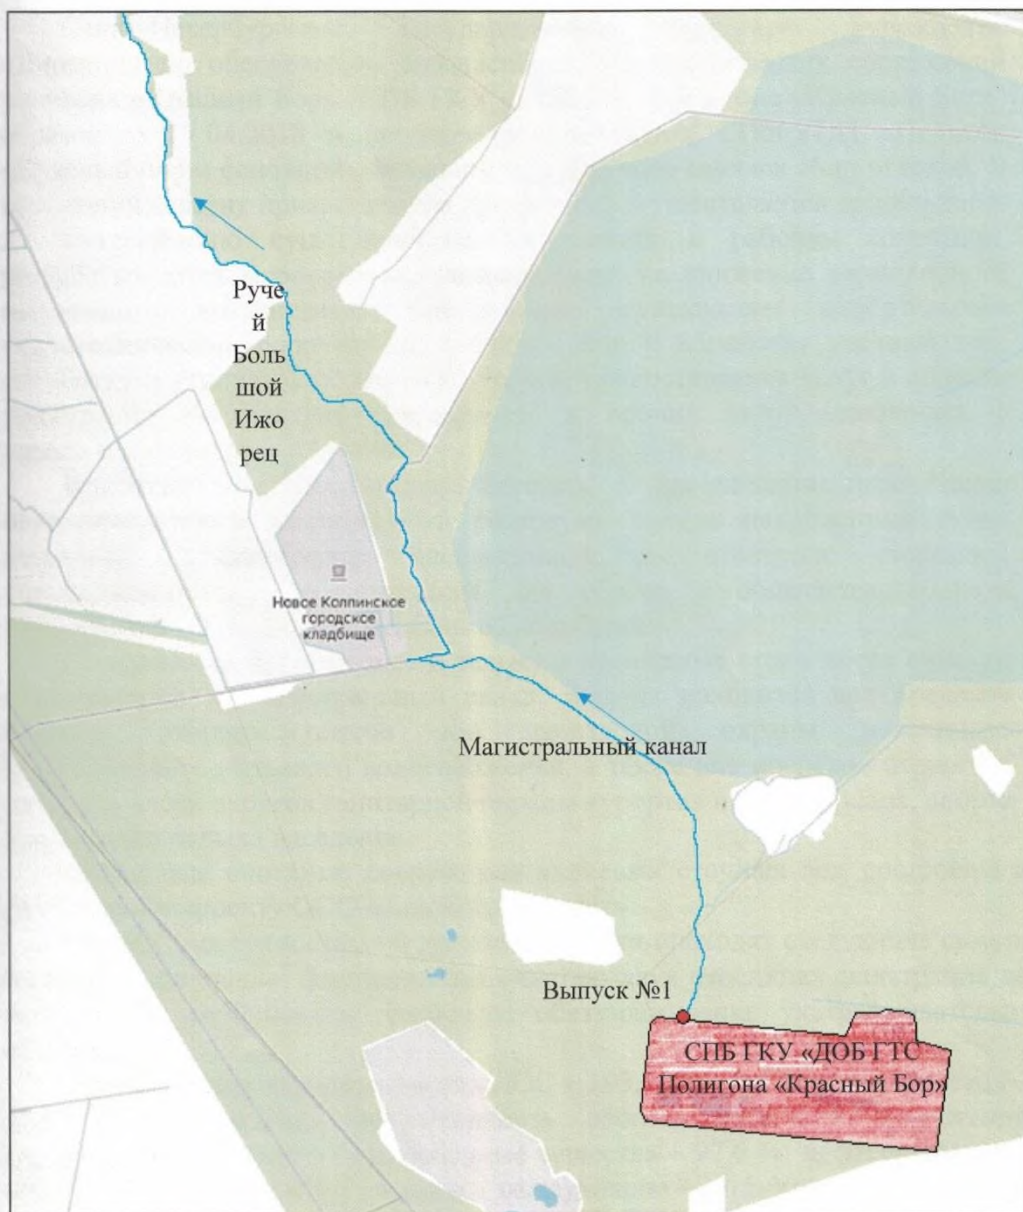 Руче
й
Боль
шой
Ижо
рец
Новое Колпинское
городское
кладбище
Магистральный канал
Выпуск №1
СПБ ГКУ «ДОБ ГТС
Полигона «Красный Бор»